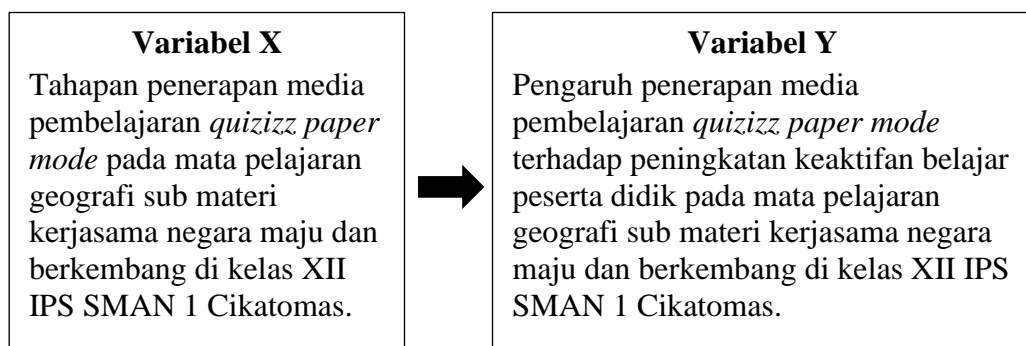 Variabel X
Tahapan penerapan media
pembelajaran quizizz paper
mode pada mata pelajaran
geografi sub materi
kerjasama negara maju dan
berkembang di kelas XII
IPS SMAN 1 Cikatomas.
Variabel Y
Pengaruh penerapan media
pembelajaran quizizz paper mode
terhadap peningkatan keaktifan belajar
peserta didik pada mata pelajaran
geografi sub materi kerjasama negara
maju dan berkembang di kelas XII IPS
SMAN 1 Cikatomas.